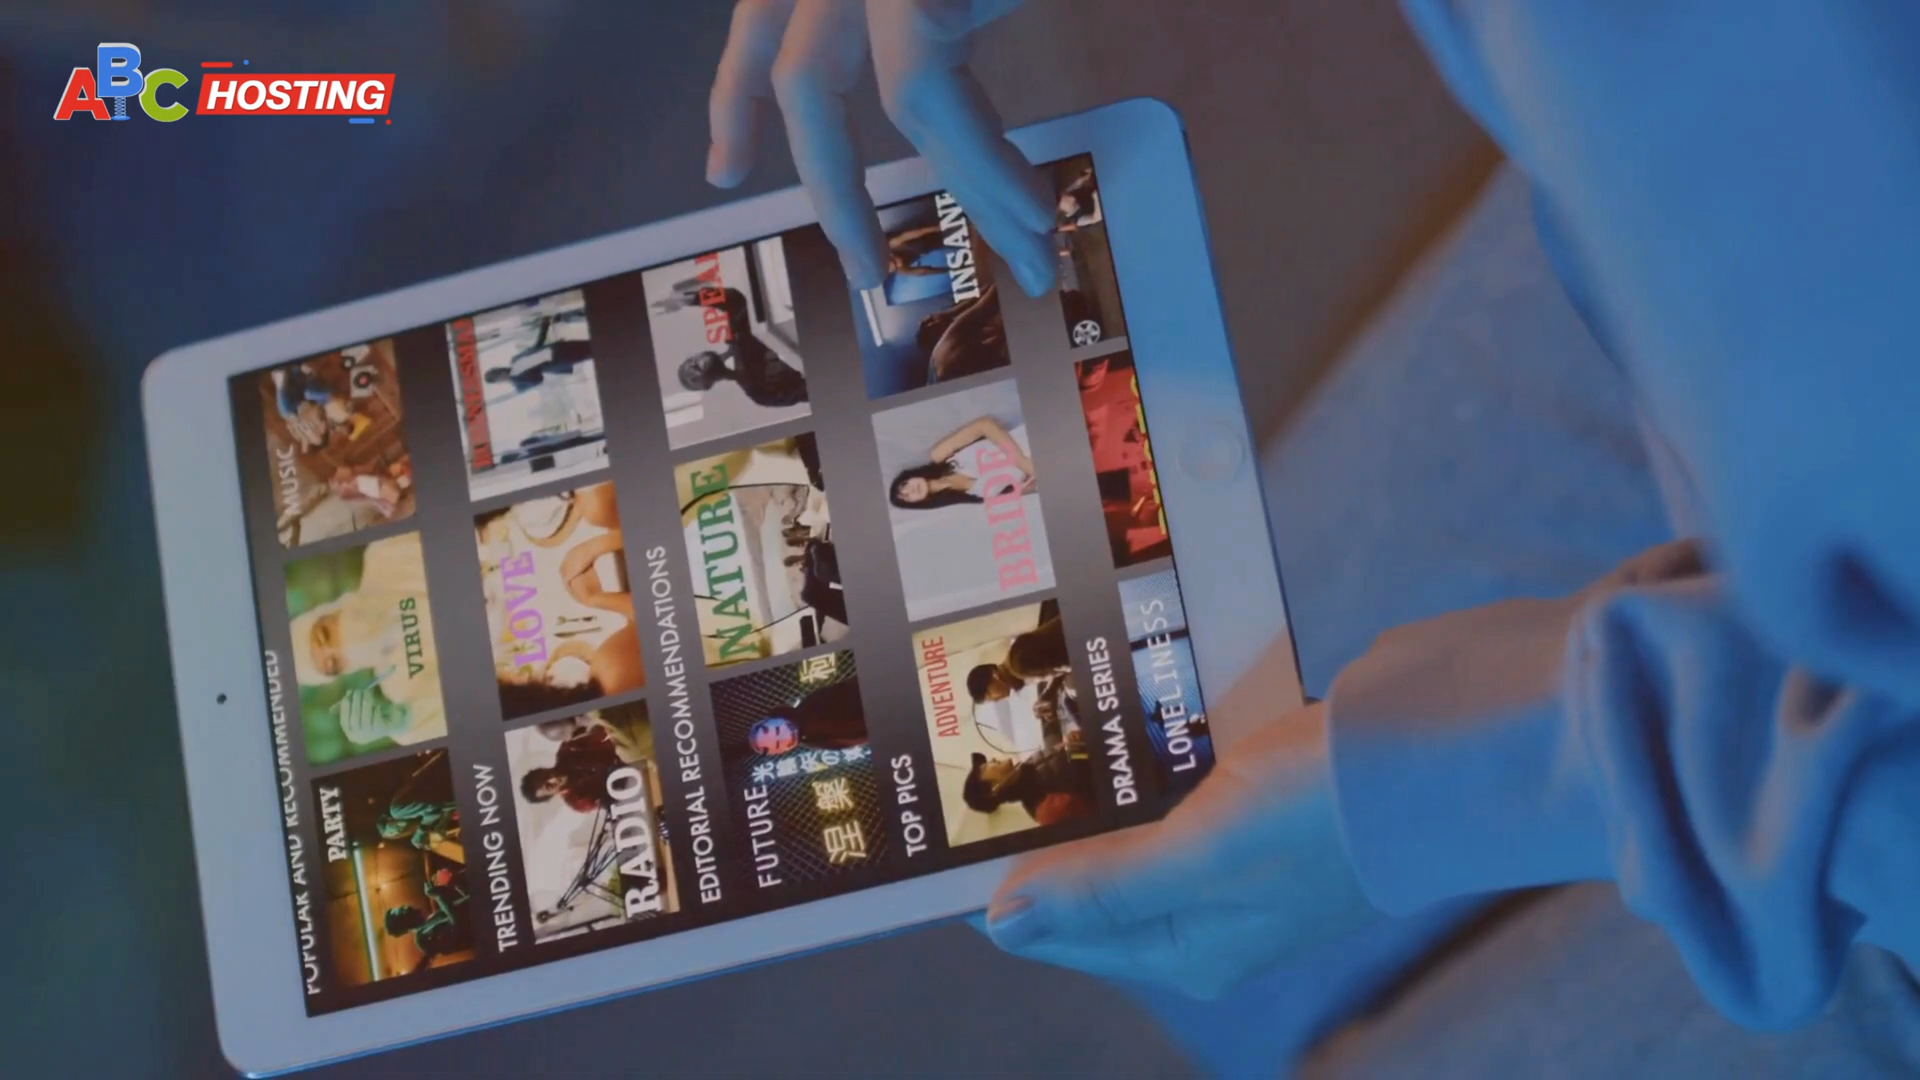 ABC HOSTING
POPULAR AND RECOMMENDED
PARTY
VIRUS
MUSIC
TRENDING NOW
RADIO
LOVE
EDITORIAL RECOMMENDATIONS
FUTURE
涅槃
NATURE
SPEA
TOP PICS
ADVENTURE
BRIDE
INSANE
DRAMA SERIES
LONELINESS